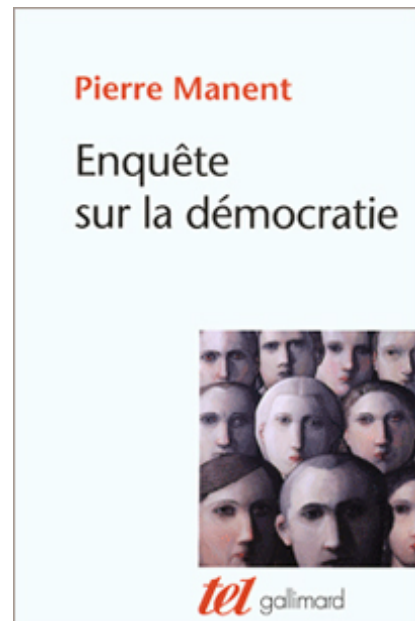 Pierre Manent
Enquête
sur la démocratie
tel gallimard